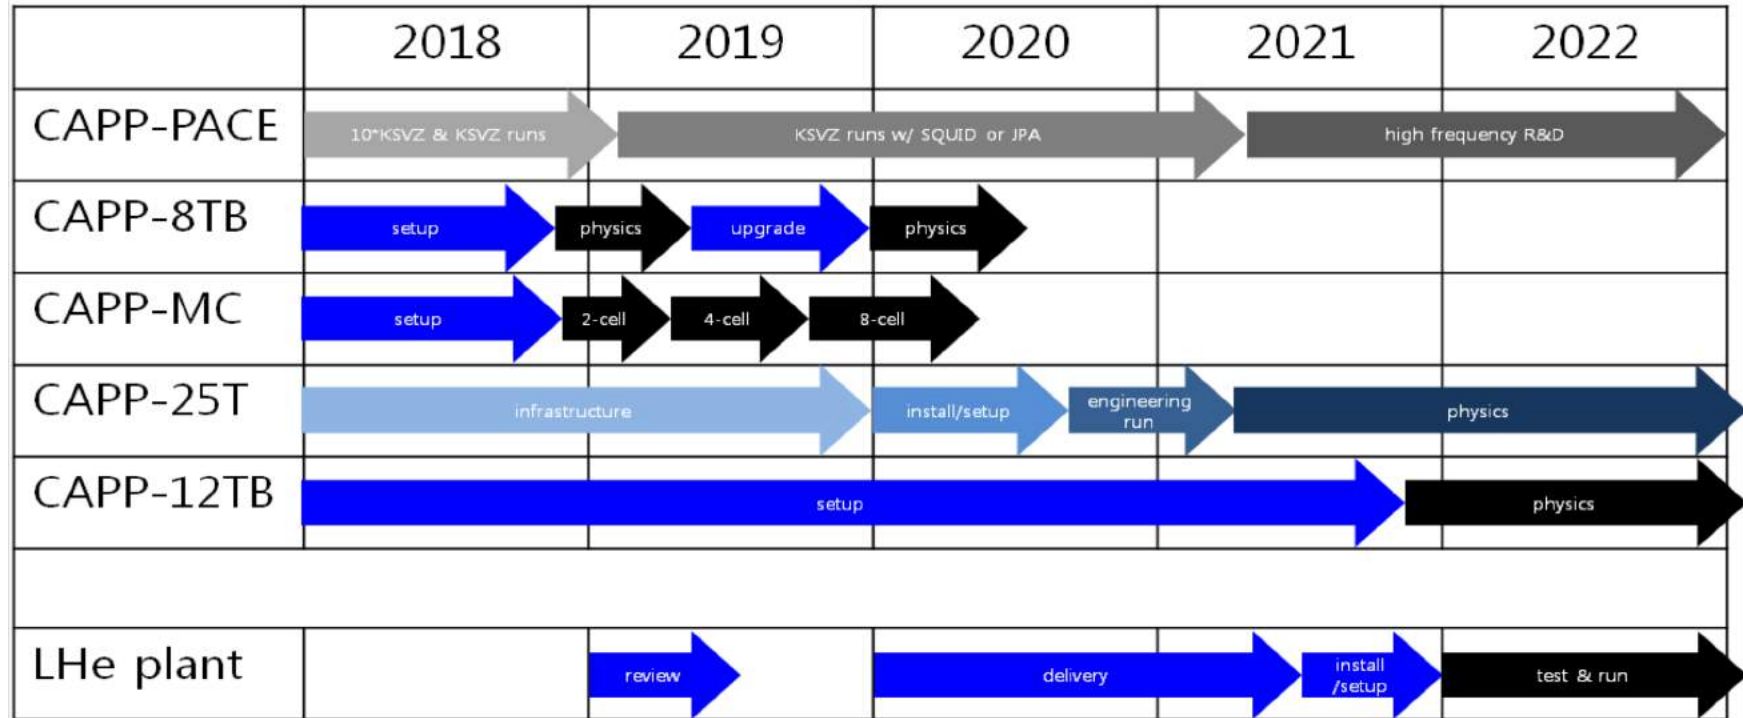 2018 2019 2020 2021 2022
CAPP-PACE 10*KSVZ & KSVZ runs KSVZ runs w/ SQUID or JPA high frequency R&D
CAPP-8TB setup physics upgrade physics
CAPP-MC setup 2-cell 4-cell 8-cell
CAPP-25T infrastructure install/setup engineering
run physics
CAPP-12TB setup physics
LHe plant review delivery install
/setup test & run